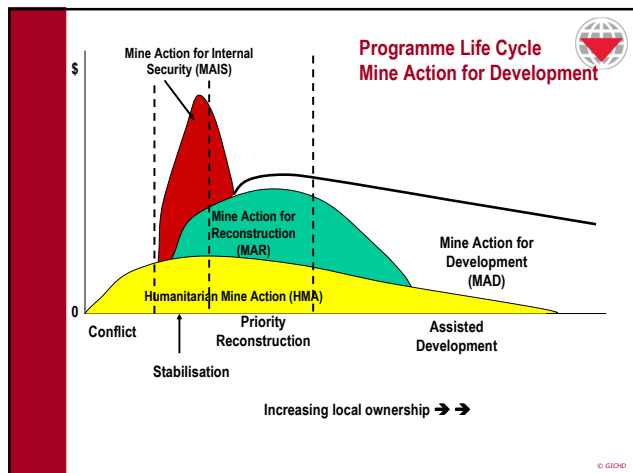 Programme Life Cycle
Mine Action for Development
Mine Action for Internal
Security (MAIS)
$
Mine Action for
Reconstruction
(MAR)
Mine Action for
Development
(MAD)
Humanitarian Mine Action (HMA)
0
Conflict
Priority
Reconstruction
Assisted
Development
Stabilisation
Increasing local ownership ➔ ➔
© GICHD